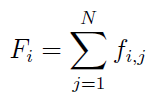 F_i = \sum_{j=1}^{N} f_{i,j}